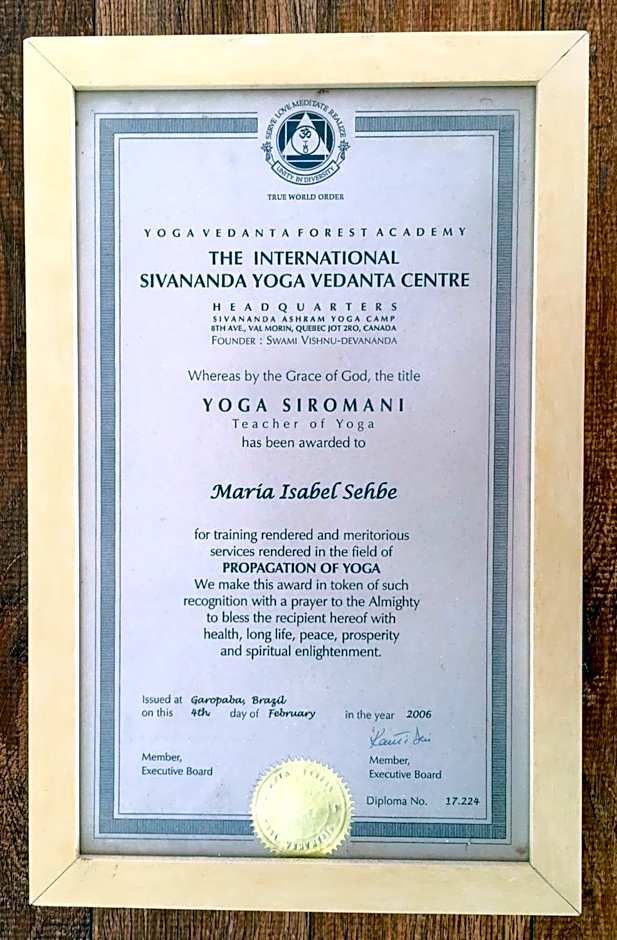 SERVE LOVE MEDITATE REALIZE
ॐ
UNITY IN DIVERSITY
TRUE WORLD ORDER
YOGA VEDANTA FOREST ACADEMY
THE INTERNATIONAL
SIVANANDA YOGA VEDANTA CENTRE
HEADQUARTERS
SIVANANDA ASHRAM YOGA CAMP
8TH AVE., VAL MORIN, QUEBEC JOT 2RO, CANADA
FOUNDER : SWAMI VISHNU-DEVANANDA
Whereas by the Grace of God, the title
YOGA SIROMANI
Teacher of Yoga
has been awarded to
María Isabel Sehbe
for training rendered and meritorious
services rendered in the field of
PROPAGATION OF YOGA
We make this award in token of such
recognition with a prayer to the Almighty
to bless the recipient hereof with
health, long life, peace, prosperity
and spiritual enlightenment.
Issued at Garopaba, Brazil
on this 4th day of February in the year 2006
Member,
Executive Board
Member,
Executive Board
Diploma No. 17.224